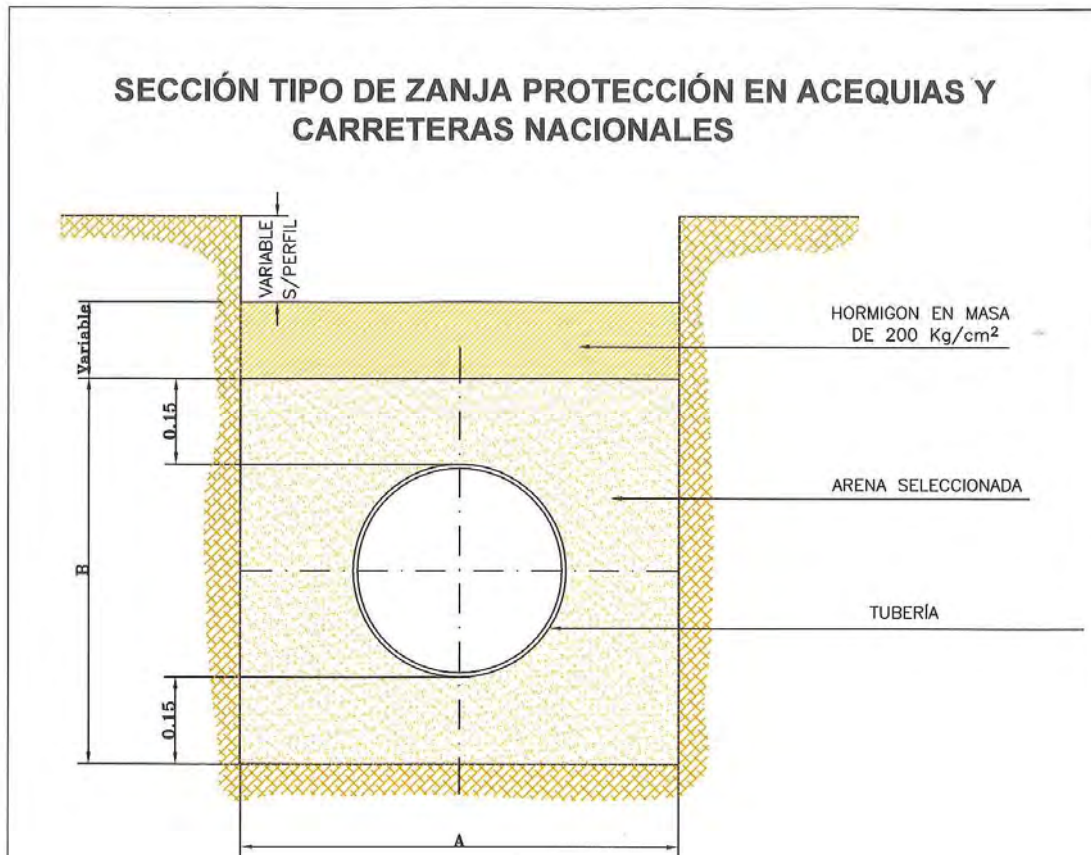 SECCIÓN TIPO DE ZANJA PROTECCIÓN EN ACEQUIAS Y
CARRETERAS NACIONALES
VARIABLE
S/PERFIL
Variable
HORMIGON EN MASA
DE 200 Kg/cm²
0.15
ARENA SELECCIONADA
B
TUBERÍA
0.15
A